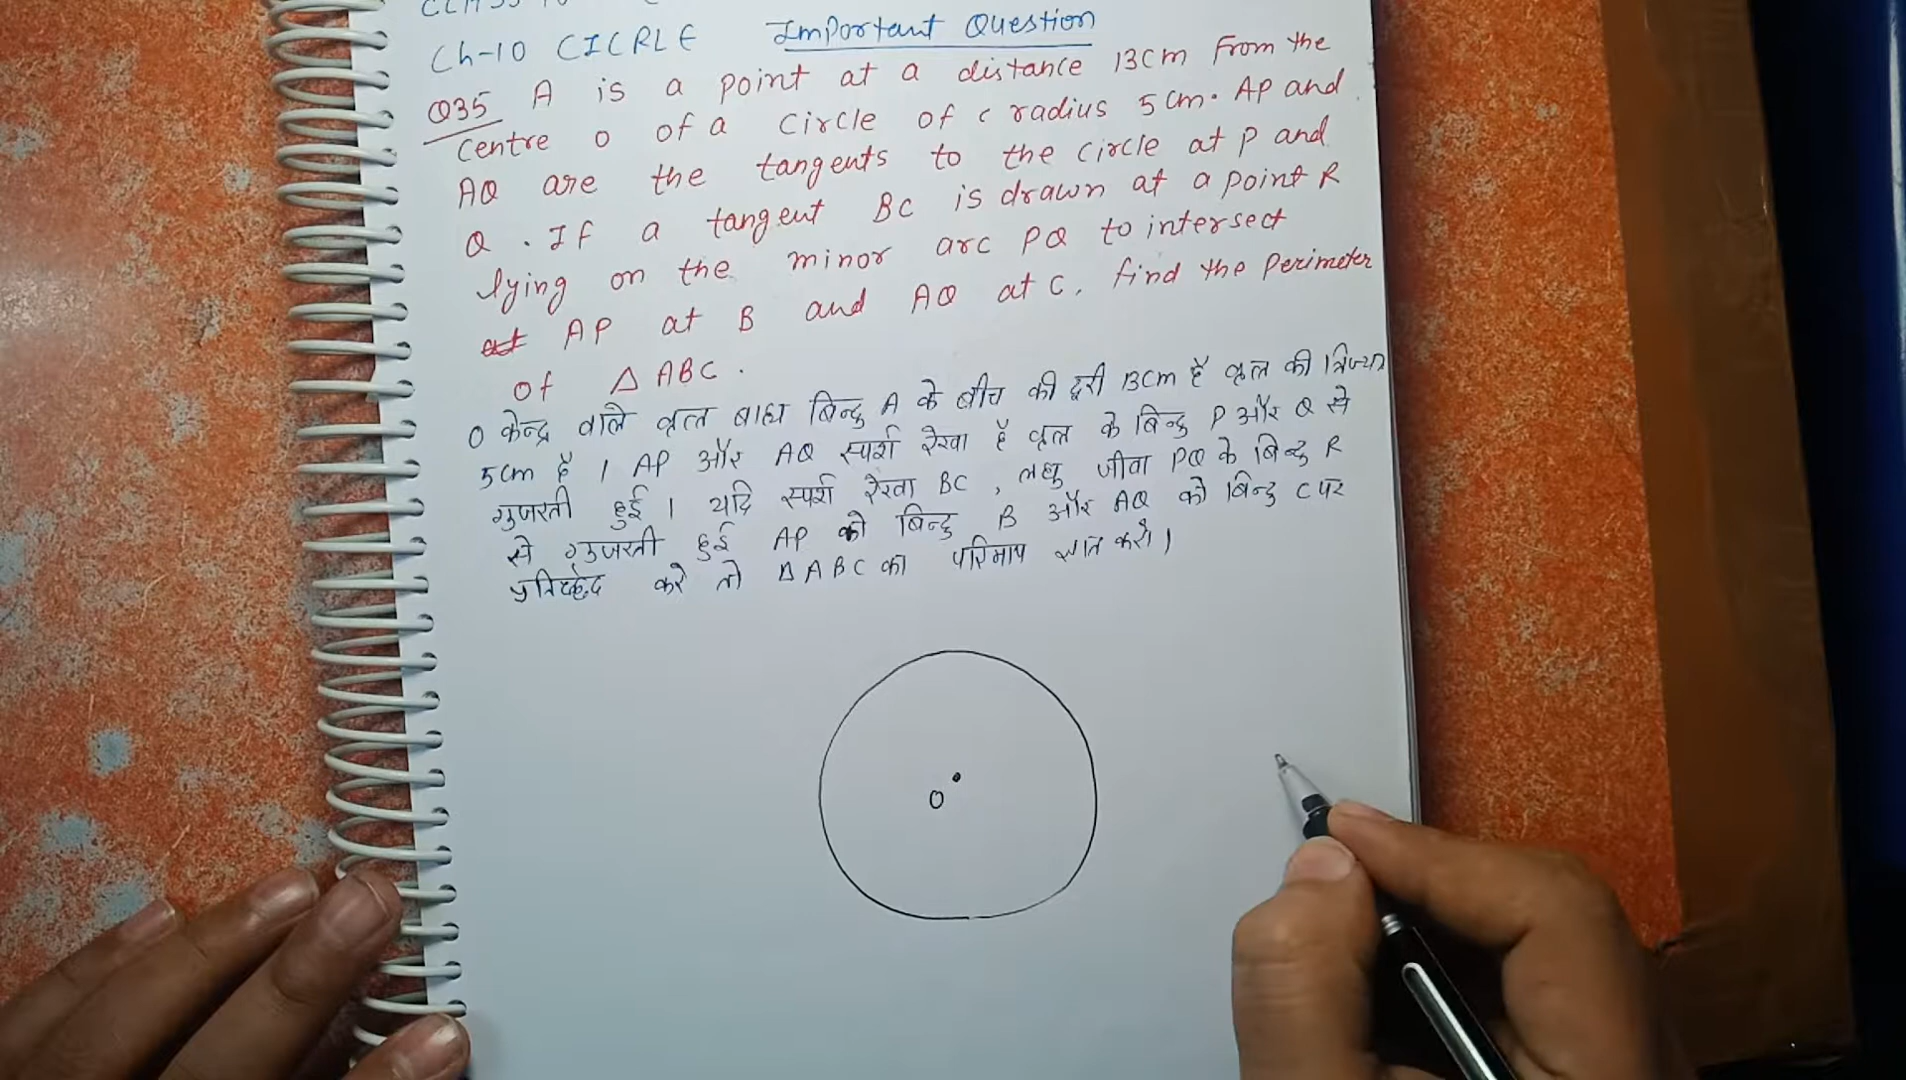 Ch-10 CICRLE Important Question
Q35 A is a point at a distance 13cm From the
Centre O of a Circle of radius 5cm. AP and
AQ are the tangents to the circle at P and
Q. If a tangent BC is drawn at a point R
lying on the minor arc PQ to intersect
AP at B and AQ at C. find the Perimeter
of Δ ABC.
O केन्द्र वाले वृत्त बाह्य बिन्दु A के बीच की दूरी 13cm है वृत्त की त्रिज्या
5cm है । AP और AQ स्पर्श रेखा है वृत्त के बिन्दु P और Q से
गुजरती हुई । यदि स्पर्श रेखा BC, लघु जीवा PQ के बिन्दु R
से गुजरती हुई AP को बिन्दु B और AQ को बिन्दु C पर
प्रतिच्छेद करे तो Δ ABC का परिमाप ज्ञात करो।
O